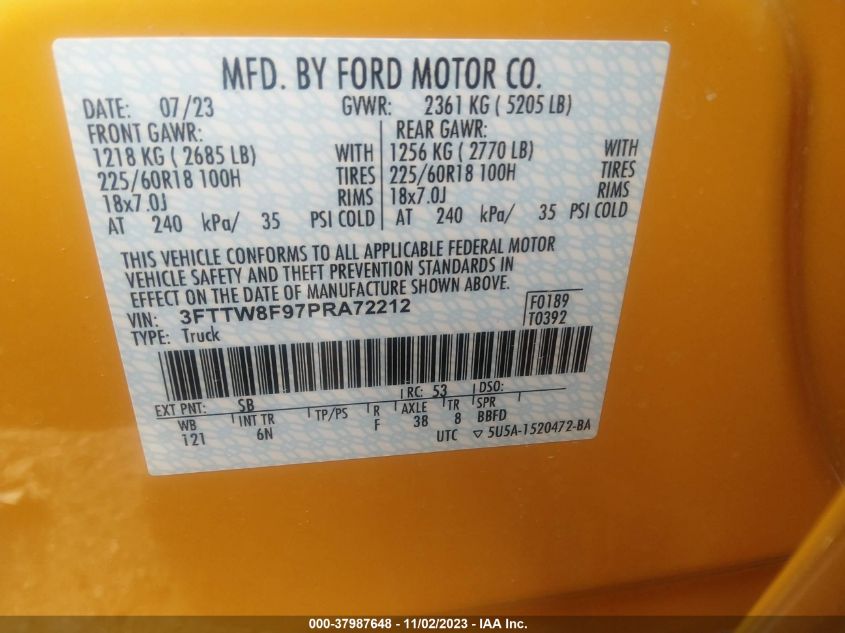 MFD. BY FORD MOTOR CO.
DATE: 07/23 GVWR: 2361 KG ( 5205 LB)
FRONT GAWR: REAR GAWR:
1218 KG ( 2685 LB) WITH 1256 KG ( 2770 LB) WITH
225/60R18 100H TIRES 225/60R18 100H TIRES
18x7.0J RIMS 18x7.0J RIMS
AT 240 kPa/ 35 PSI COLD AT 240 kPa/ 35 PSI COLD
THIS VEHICLE CONFORMS TO ALL APPLICABLE FEDERAL MOTOR
VEHICLE SAFETY AND THEFT PREVENTION STANDARDS IN
EFFECT ON THE DATE OF MANUFACTURE SHOWN ABOVE.
VIN: 3FTTW8F97PRA72212 F0189
TYPE: Truck T0392
EXT PNT: SB RC: 53 DSO:
WB INT TR TP/PS R AXLE TR SPR
121 6N F 38 8 BBFD
UTC ▽ 5U5A-1520472-BA
000-37987648 - 11/02/2023 - IAA Inc.